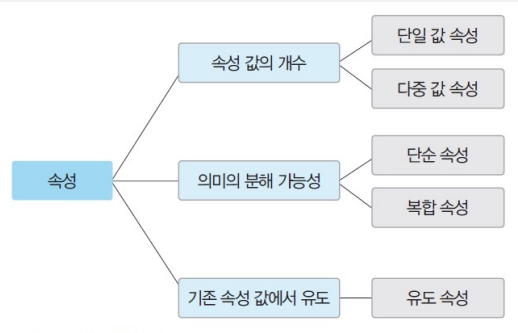 속성
속성 값의 개수
단일 값 속성
다중 값 속성
의미의 분해 가능성
단순 속성
복합 속성
기존 속성 값에서 유도
유도 속성